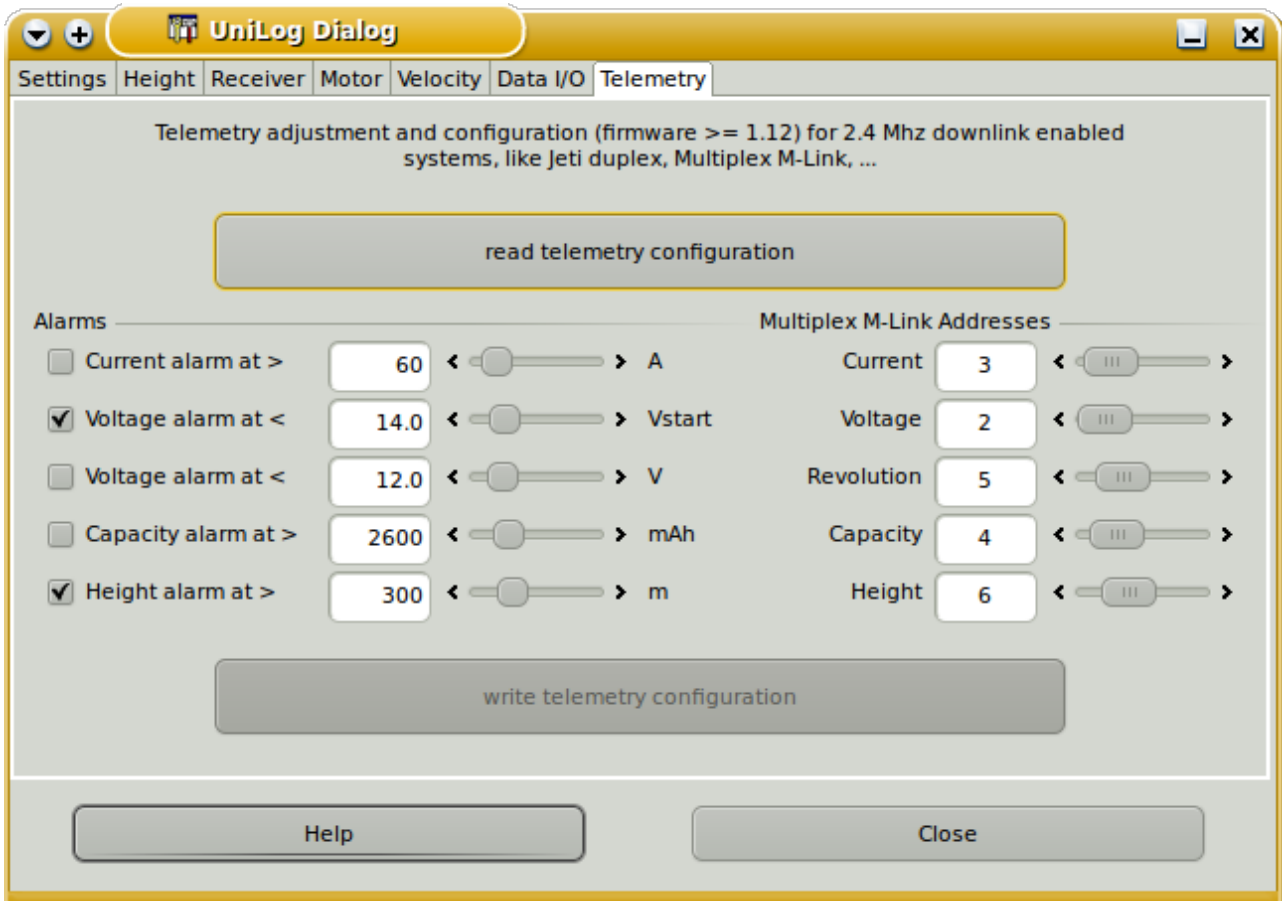 UniLog Dialog
Settings Height Receiver Motor Velocity Data I/O Telemetry
Telemetry adjustment and configuration (firmware >= 1.12) for 2.4 Mhz downlink enabled
systems, like Jeti duplex, Multiplex M-Link, ...
read telemetry configuration
Alarms Multiplex M-Link Addresses
Current alarm at > 60 A Current 3
Voltage alarm at < 14.0 Vstart Voltage 2
Voltage alarm at < 12.0 V Revolution 5
Capacity alarm at > 2600 mAh Capacity 4
Height alarm at > 300 m Height 6
write telemetry configuration
Help Close